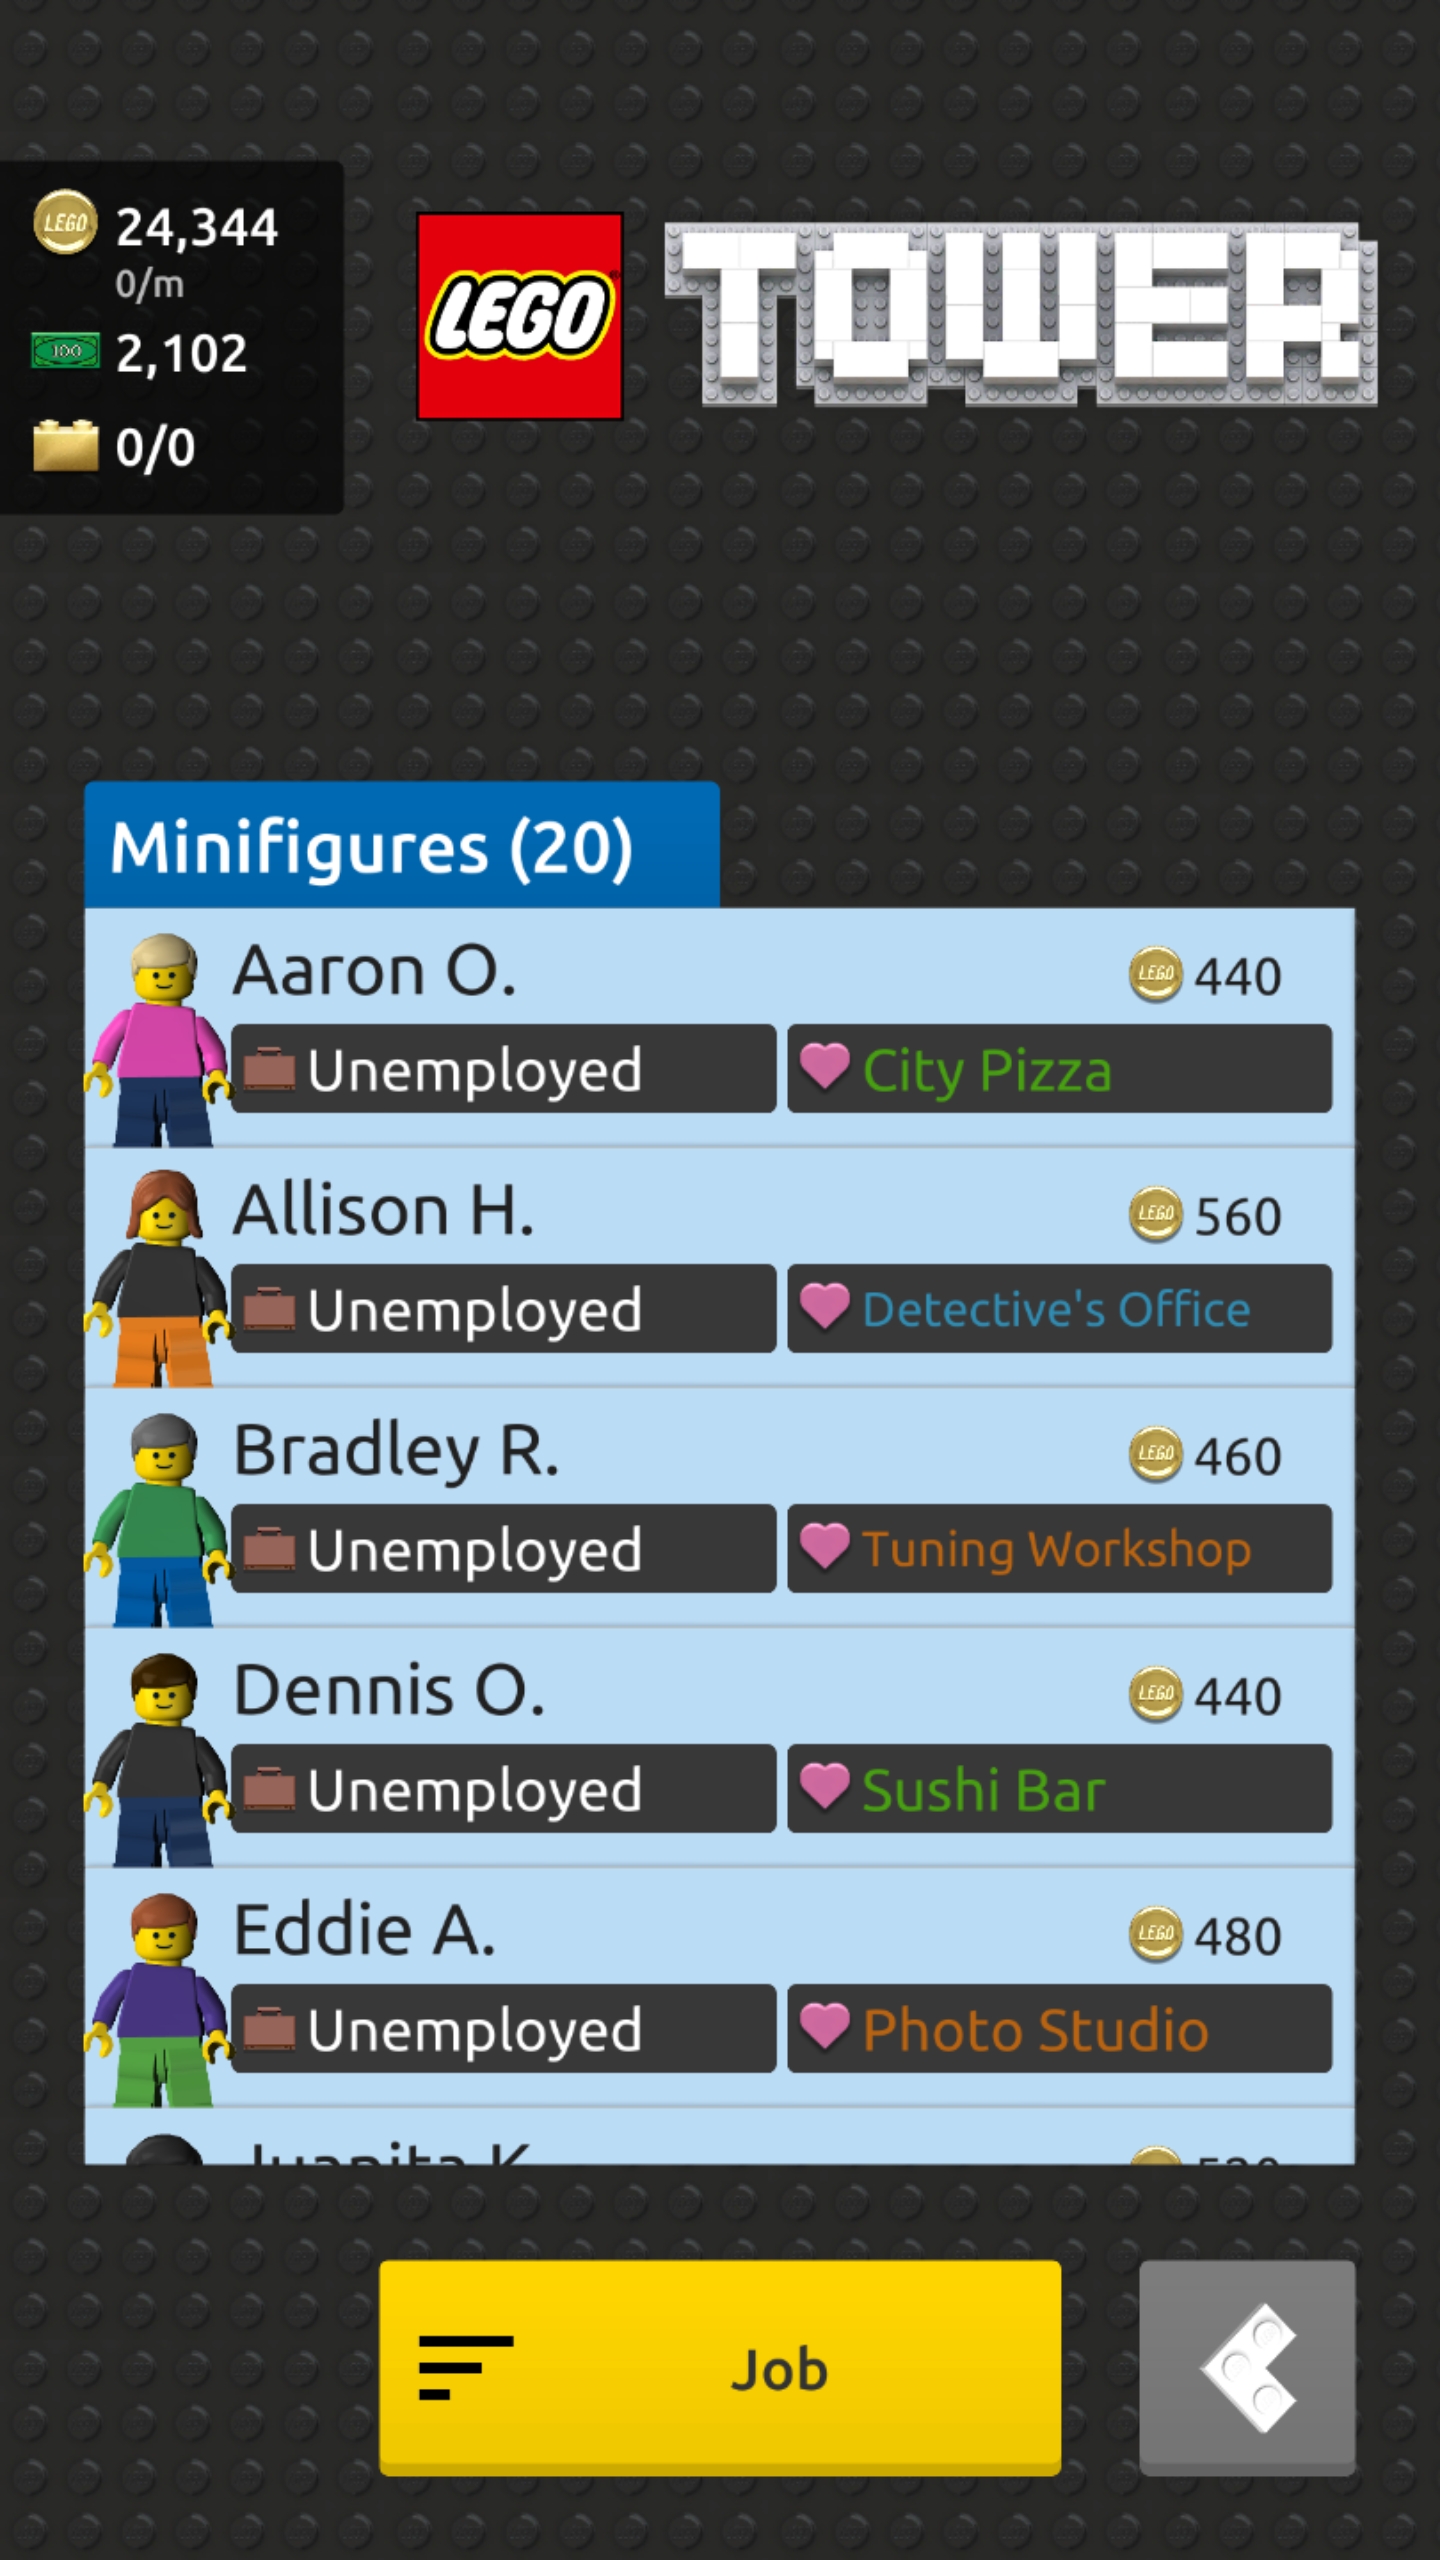 24,344
0/m
100
2,102
0/0
LEGO
TOWER
Minifigures (20)
Aaron O.
LEGO 440
Unemployed
City Pizza
Allison H.
LEGO 560
Unemployed
Detective's Office
Bradley R.
LEGO 460
Unemployed
Tuning Workshop
Dennis O.
LEGO 440
Unemployed
Sushi Bar
Eddie A.
LEGO 480
Unemployed
Photo Studio
Juanita K
Job